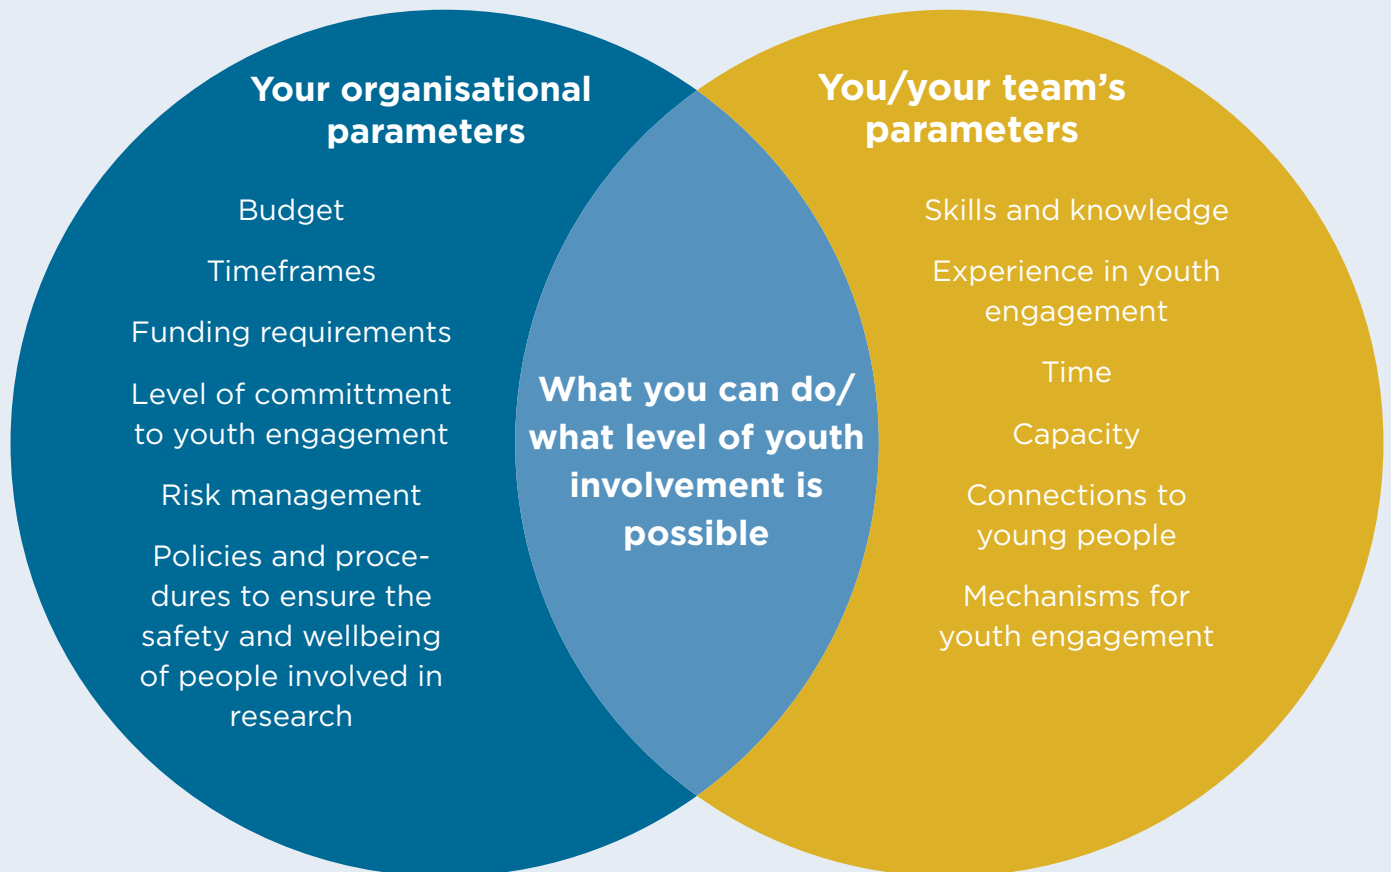 Your organisational
parameters
Budget
Timeframes
Funding requirements
Level of committment
to youth engagement
Risk management
Policies and proce-
dures to ensure the
safety and wellbeing
of people involved in
research
What you can do/
what level of youth
involvement is
possible
You/your team’s
parameters
Skills and knowledge
Experience in youth
engagement
Time
Capacity
Connections to
young people
Mechanisms for
youth engagement